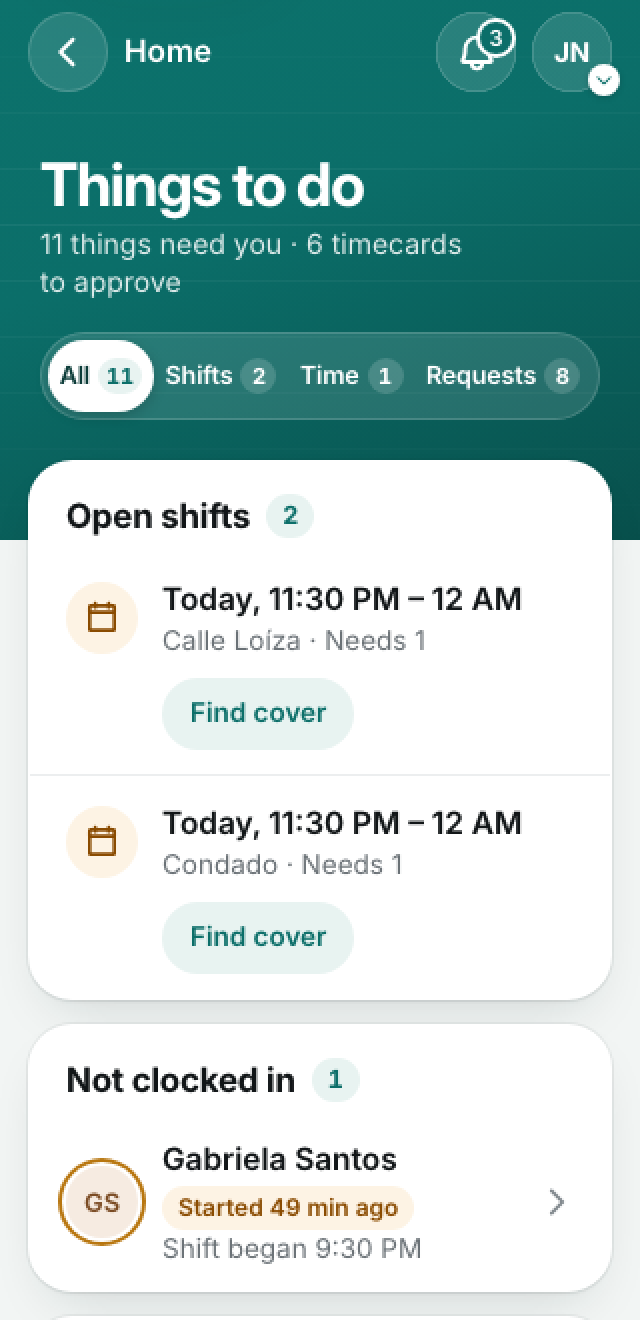 Home
3
JN
Things to do
11 things need you · 6 timecards
to approve
All 11 Shifts 2 Time 1 Requests 8
Open shifts 2
Today, 11:30 PM – 12 AM
Calle Loíza · Needs 1
Find cover
Today, 11:30 PM – 12 AM
Condado · Needs 1
Find cover
Not clocked in 1
Gabriela Santos
GS
Started 49 min ago
Shift began 9:30 PM